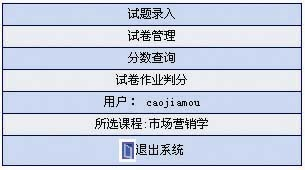 试题录入
试卷管理
分数查询
试卷作业判分
用户： caojiamou
所选课程:市场营销学
退出系统